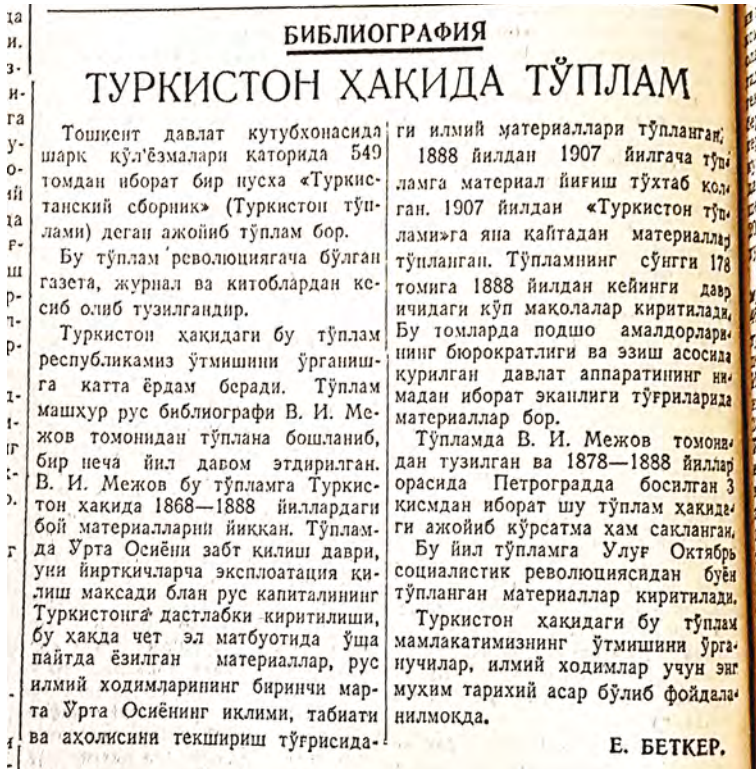 БИБЛИОГРАФИЯ
ТУРКИСТОН ҲАҚИДА ТЎПЛАМ
Тошкент давлат кутубхонасида
шарқ қўл‘ёзмалари қаторида 549
томдан иборат бир нусха «Туркис-
танский сборник» (Туркистон тўп-
лами) деган ажойиб тўплам бор.
Бу тўплам революциягача бўлган
газета, журнал ва китоблардан ке-
сиб олиб тузилгандир.
Туркистон ҳақидаги бу тўплам
республикамиз ўтмишини ўрганиш-
га катта ёрдам беради. Тўплам
машҳур рус библиографи В. И. Ме-
жов томонидан тўплана бошланиб,
бир неча йил давом этдирилган.
В. И. Межов бу тўпламга Туркис-
тон ҳақида 1868—1888 йиллардаги
бой материалларни йиққан. Тўплам-
да Урта Осиёни забт қилиш даври,
уни йиртқичларча эксплоатация қи-
лиш мақсади блан рус капиталининг
Туркистонга дастлабки киритилиши,
бу ҳақда чет эл матбуотида ўша
пайтда ёзилган материаллар, рус
илмий ходимларининг биринчи мар-
та Урта Осиёнинг иқлими, табиати
ва аҳолисини текшириш тўғрисида-
ги илмий материаллари тўпланган.
1888 йилдан 1907 йилгача тўп-
ламга материал йиғиш тўхтаб қол-
ган. 1907 йилдан «Туркистон тўп-
лами»га яна қайтадан материаллар
тўпланган. Тўпламнинг сўнгги 178
томига 1888 йилдан кейинги давр
ичидаги кўп мақолалар киритилади.
Бу томларда подшо амалдорлари-
нинг бюрократлиги ва эзиш асосида
қурилган давлат аппаратининг ни-
мадан иборат эканлиги тўғриларида
материаллар бор.
Тўпламда В. И. Межов томони-
дан тузилган ва 1878—1888 йиллар
орасида Петроградда босилган 3
қисмдан иборат шу тўплам ҳақида-
ги ажойиб кўрсатма ҳам сақланган.
Бу йил тўпламга Улуғ Октябрь
социалистик революциясидан буён
тўпланган материаллар киритилади.
Туркистон ҳақидаги бу тўплам
мамлакатимизнинг ўтмишини ўрга-
нучилар, илмий ходимлар учун энг
муҳим тарихий асар бўлиб фойдала-
нилмоқда.
Е. БЕТКЕР.